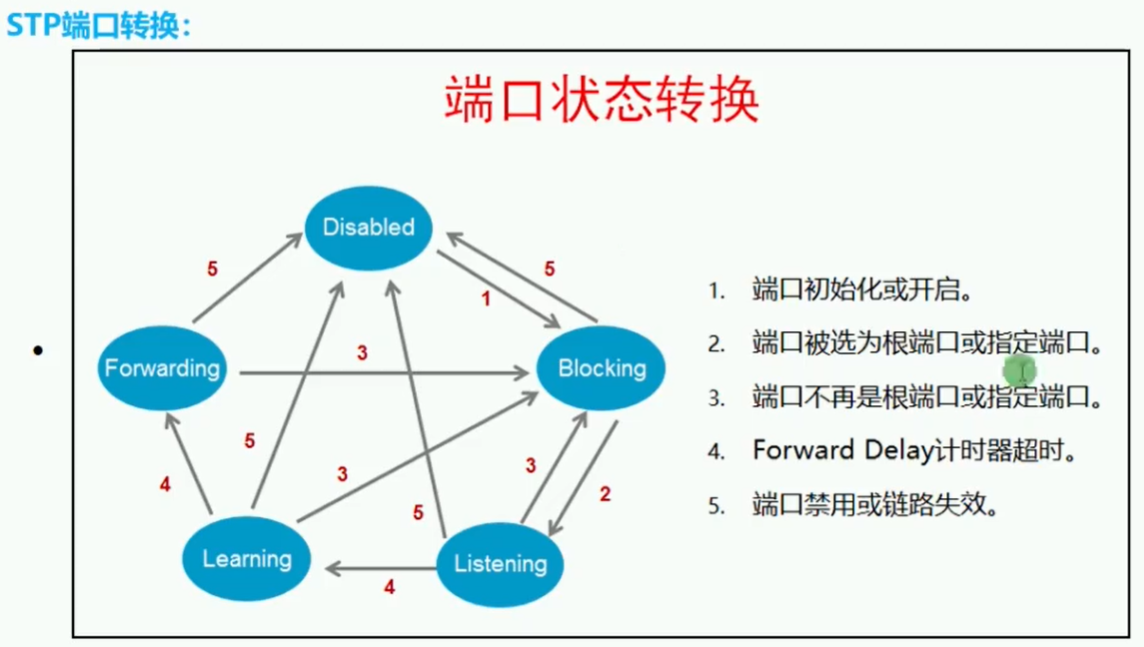 STP端口转换：
端口状态转换
Disabled
5
5
1
Forwarding
3
Blocking
5
3
4
3
2
5
Learning
Listening
4
1. 端口初始化或开启。
2. 端口被选为根端口或指定端口。
3. 端口不再是根端口或指定端口。
4. Forward Delay计时器超时。
5. 端口禁用或链路失效。